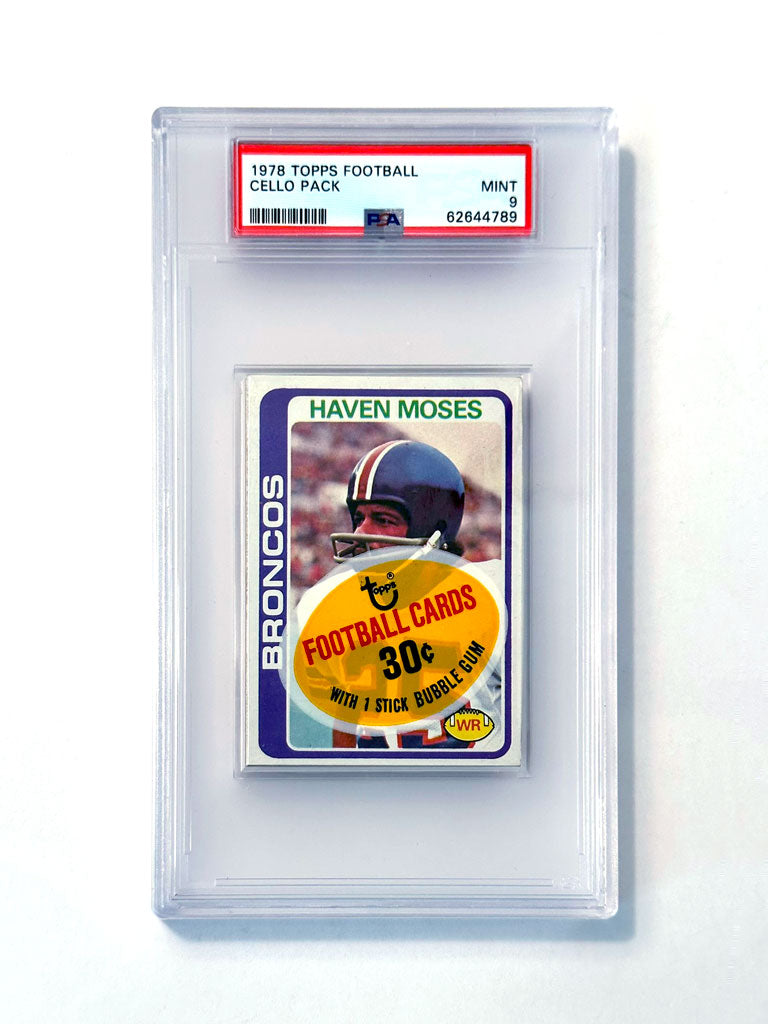 1978 TOPPS FOOTBALL
CELLO PACK MINT
9
PSA 62644789
HAVEN MOSES
BRONCOS
Topps®
FOOTBALL CARDS
30¢
WITH 1 STICK BUBBLE GUM
WR